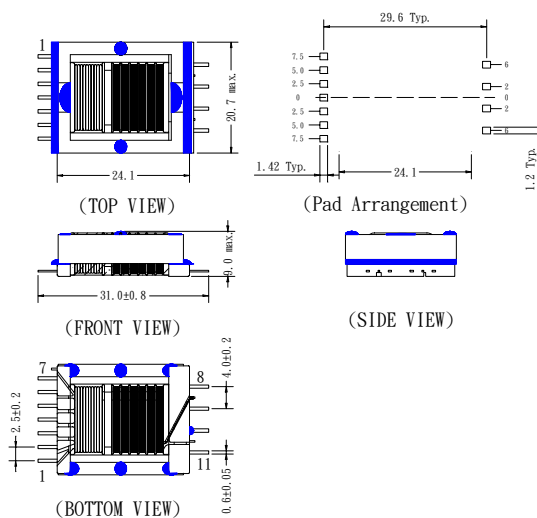 1
20.7 max.
24.1
(TOP VIEW)
29.6 Typ.
7.5
5.0
2.5
0
2.5
5.0
7.5
6
2
0
2
6
1.42 Typ.
24.1
1.2 Typ.
(Pad Arrangement)
9.0 max.
31.0±0.8
(FRONT VIEW)
(SIDE VIEW)
7
8
4.0±0.2
2.5±0.2
1
11
0.6±0.05
(BOTTOM VIEW)